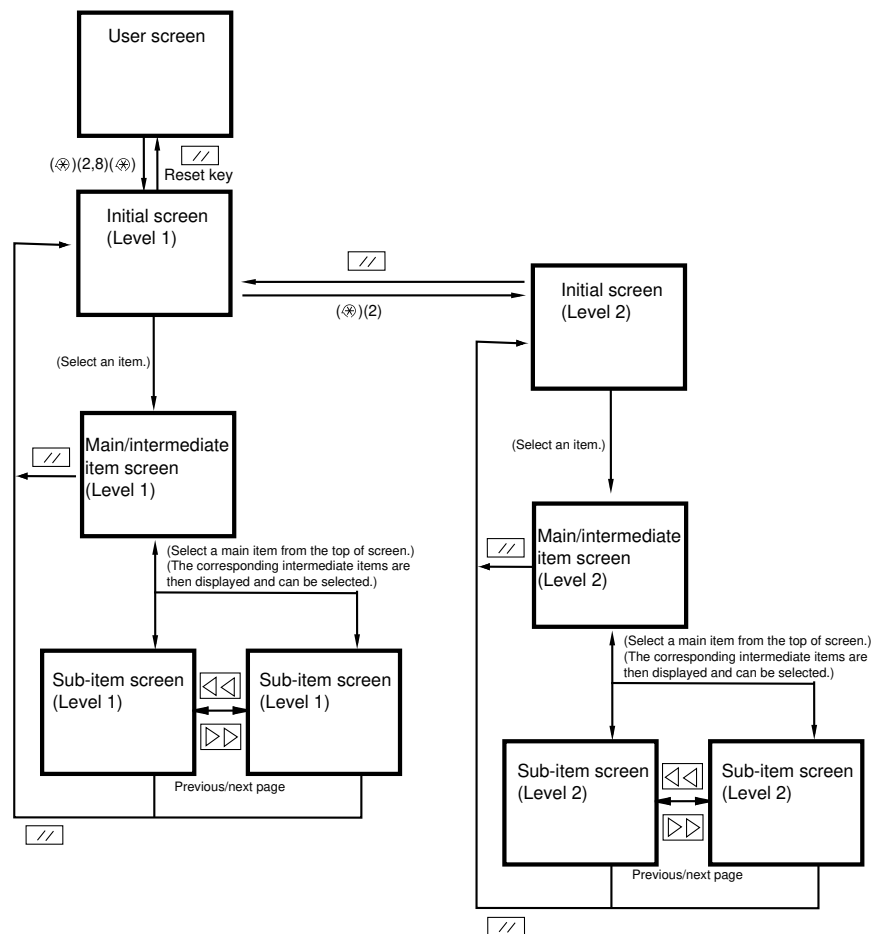 User screen
(✳)(2,8)(✳)
//
Reset key
Initial screen
(Level 1)
//
(✳)(2)
Initial screen
(Level 2)
(Select an item.)
Main/intermediate
item screen
(Level 1)
//
(Select a main item from the top of screen.)
(The corresponding intermediate items are
then displayed and can be selected.)
Sub-item screen
(Level 1)
Sub-item screen
(Level 1)
Previous/next page
//
(Select an item.)
Main/intermediate
item screen
(Level 2)
//
(Select a main item from the top of screen.)
(The corresponding intermediate items are
then displayed and can be selected.)
Sub-item screen
(Level 2)
Sub-item screen
(Level 2)
Previous/next page
//